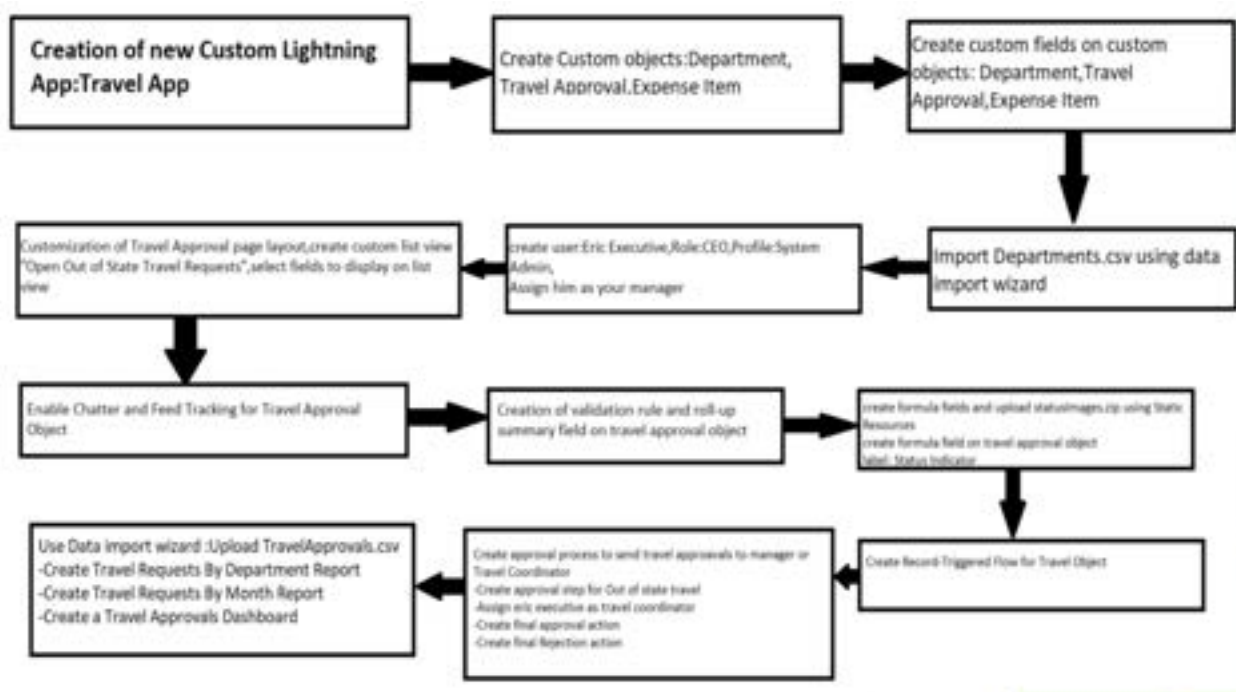 Creation of new Custom Lightning
App:Travel App
Create Custom objects:Department,
Travel Approval,Expense Item
Create custom fields on custom
objects: Department,Travel
Approval,Expense Item
Import Departments.csv using data
import wizard
create user:Eric Executive,Role:CEO,Profile:System
Admin,
Assign him as your manager
Customization of Travel Approval page layout,create custom list view
"Open Out of State Travel Requests",select fields to display on list
view
Enable Chatter and Feed Tracking for Travel Approval
Object
Creation of validation rule and roll-up
summary field on travel approval object
create formula fields and upload statusImages.zip using Static
Resources
create formula field on travel approval object
label: Status Indicator
Create Record-Triggered Flow for Travel Object
Create approval process to send travel approavals to manager or
Travel Coordinator
-Create approval step for Out of state travel
-Assign eric executive as travel coordinator
-Create final approval action
-Create final Rejection action
Use Data import wizard :Upload TravelApprovals.csv
-Create Travel Requests By Department Report
-Create Travel Requests By Month Report
-Create a Travel Approvals Dashboard